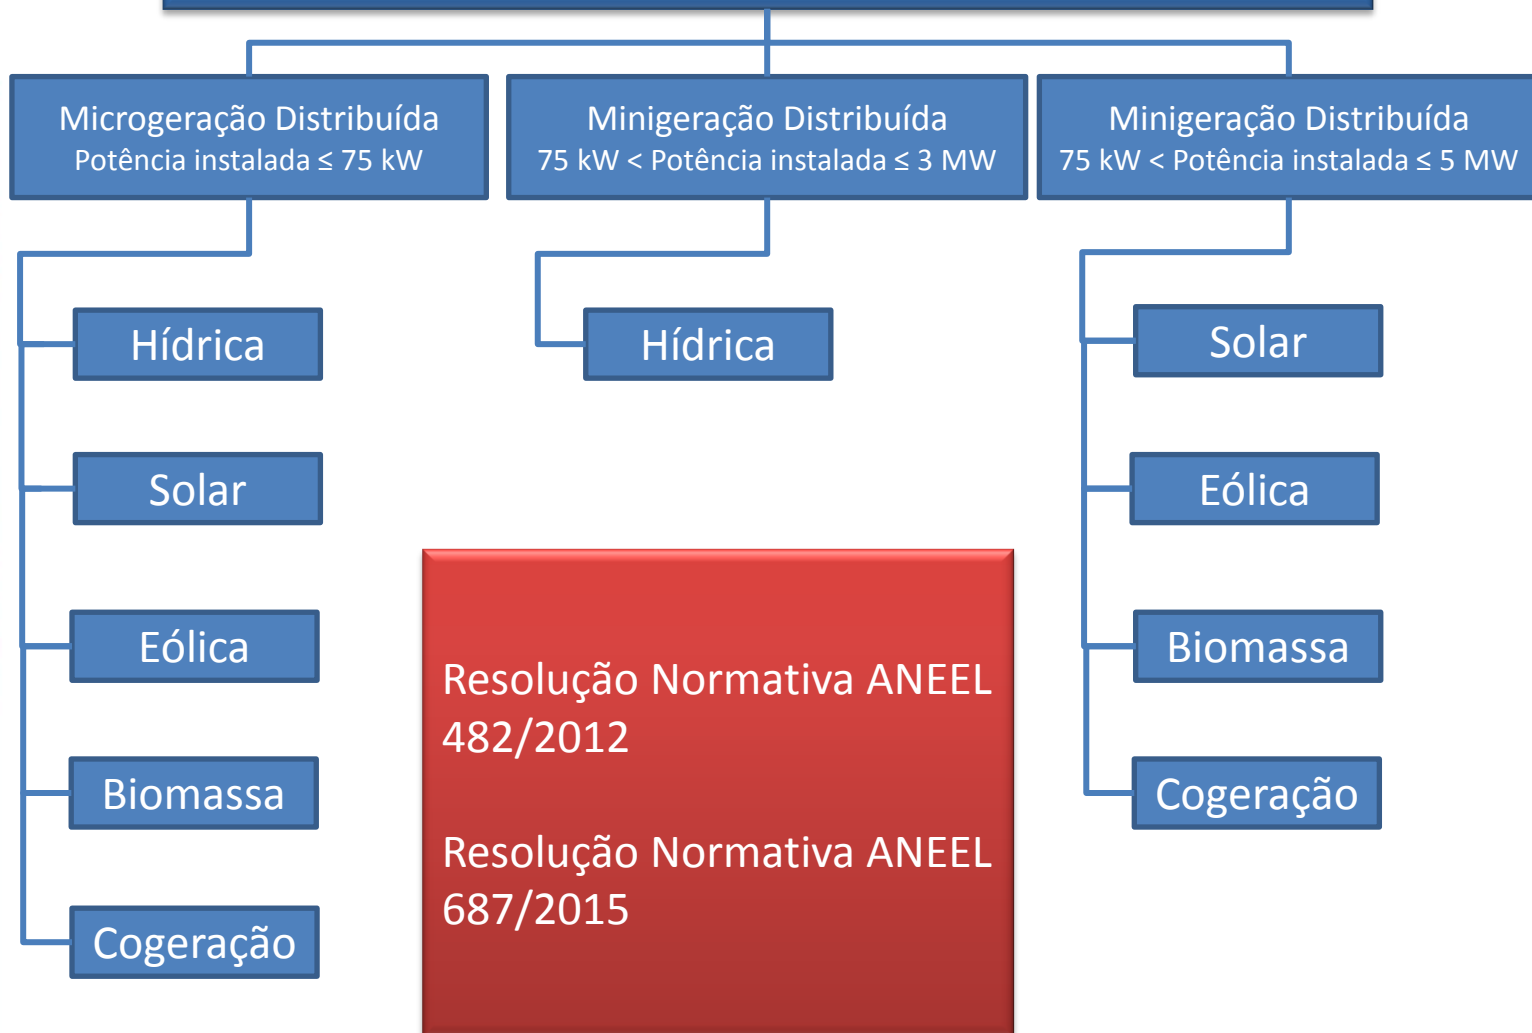 Microgeração Distribuída
Potência instalada ≤ 75 kW
Minigeração Distribuída
75 kW < Potência instalada ≤ 3 MW
Minigeração Distribuída
75 kW < Potência instalada ≤ 5 MW
Hídrica
Solar
Eólica
Biomassa
Cogeração
Hídrica
Solar
Eólica
Biomassa
Cogeração
Resolução Normativa ANEEL
482/2012
Resolução Normativa ANEEL
687/2015